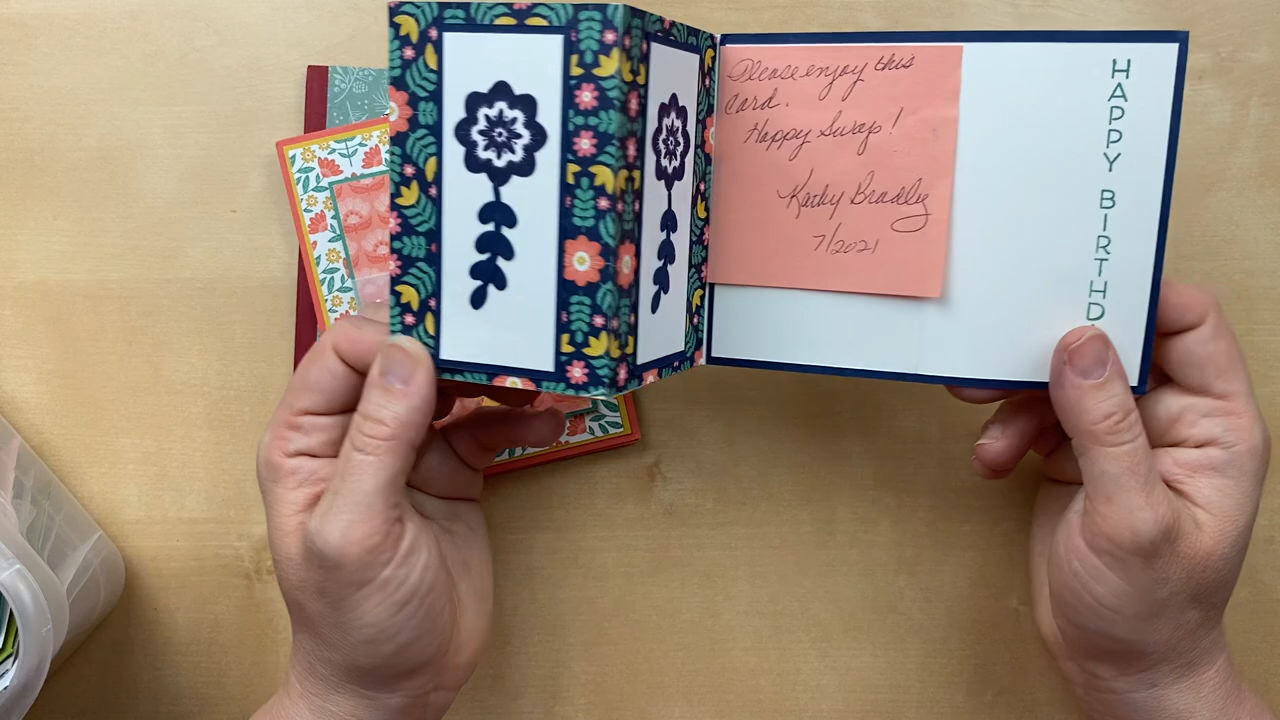 Please enjoy this
Card.
Happy Swap!
Kathy Bradley
7/2021
HAPPY BIRTHD